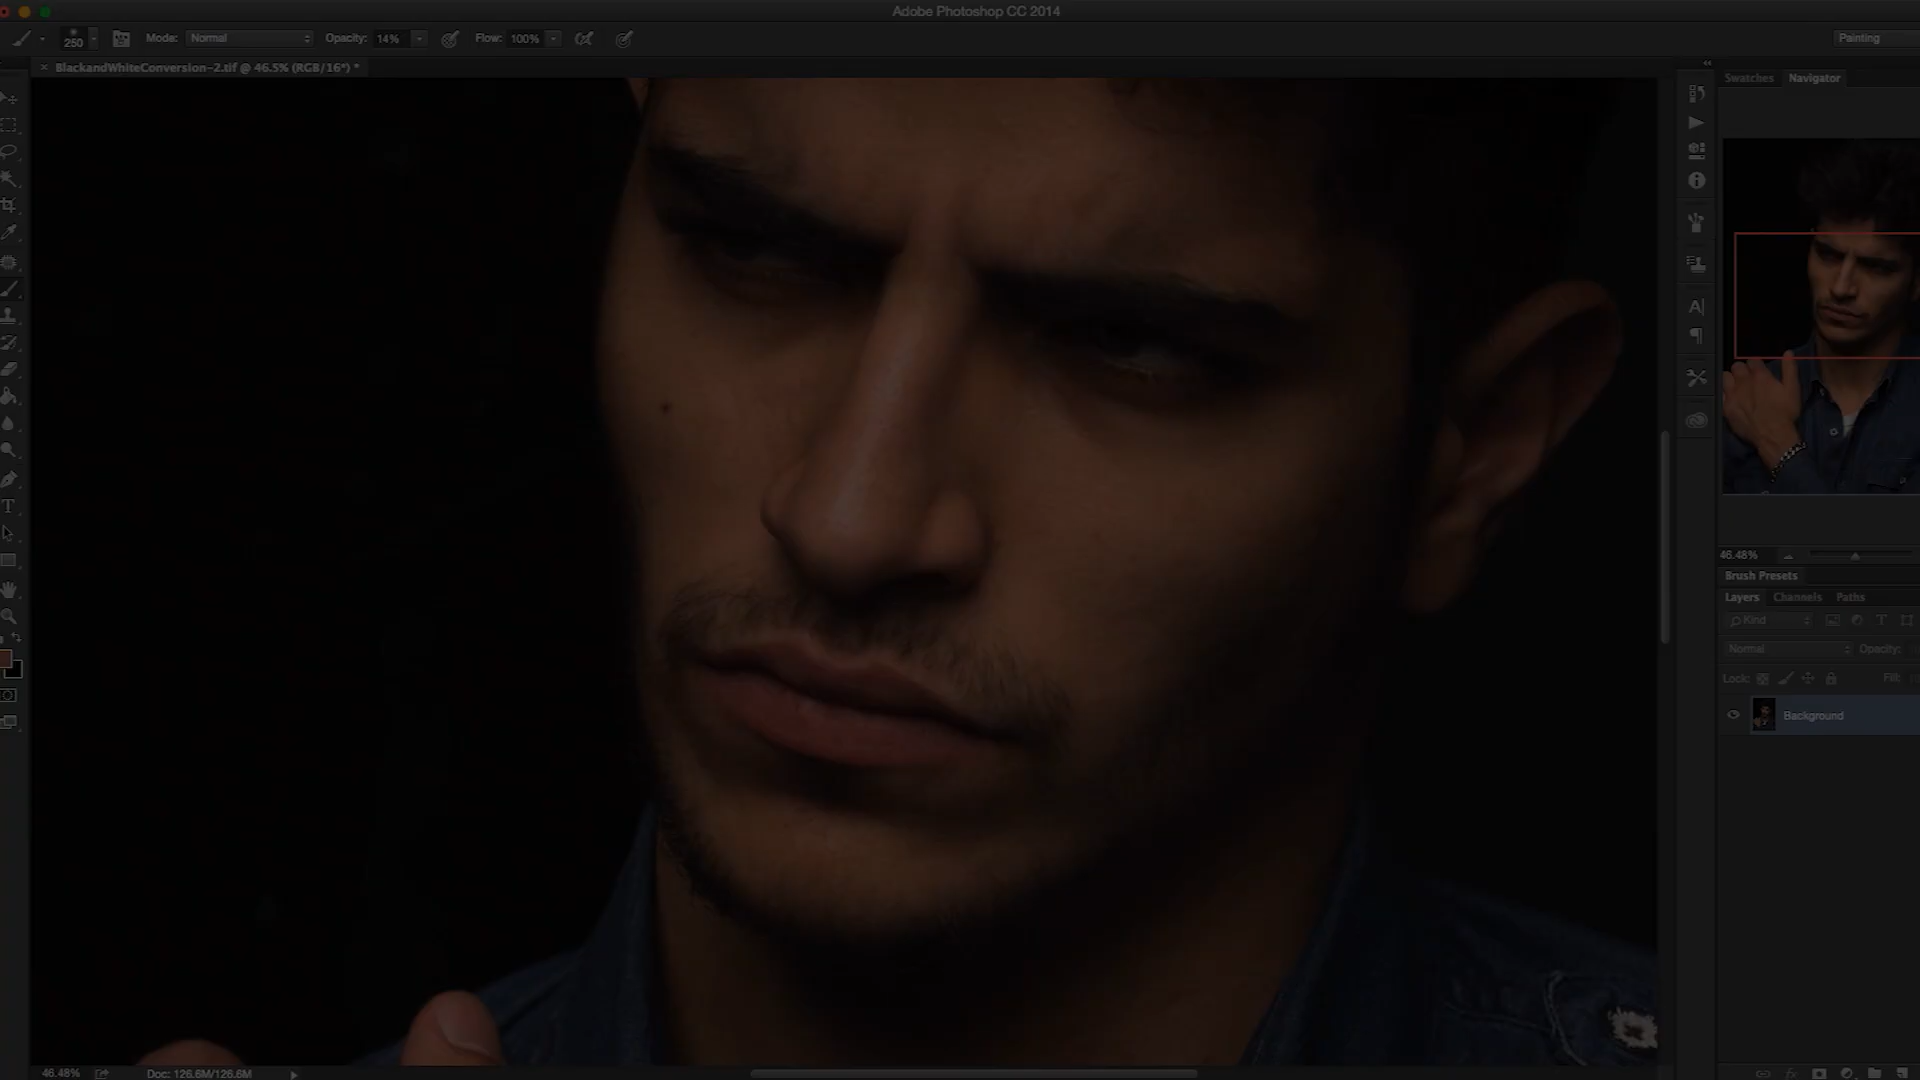 Adobe Photoshop CC 2014
250 Mode: Normal Opacity: 14% Flow: 100% Painting
× BlackandWhiteConversion-2.tif @ 46.5% (RGB/16*) *
Swatches Navigator
46.48%
Brush Presets
Layers Channels Paths
Kind
Normal Opacity:
Lock: Fill:
Background
46.48% Doc: 126.6M/126.6M